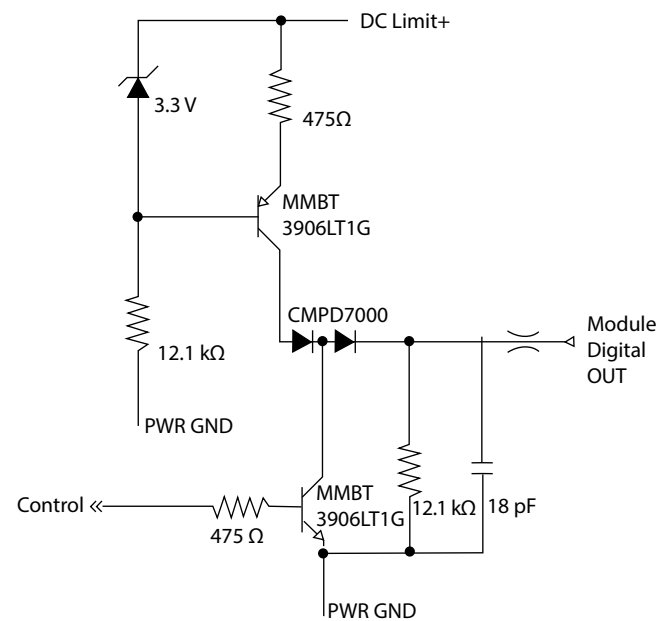 DC Limit+
3.3 V
475Ω
MMBT
3906LT1G
CMPD7000
12.1 kΩ
Module
Digital
OUT
PWR GND
Control
475 Ω
MMBT
3906LT1G
12.1 kΩ
18 pF
PWR GND